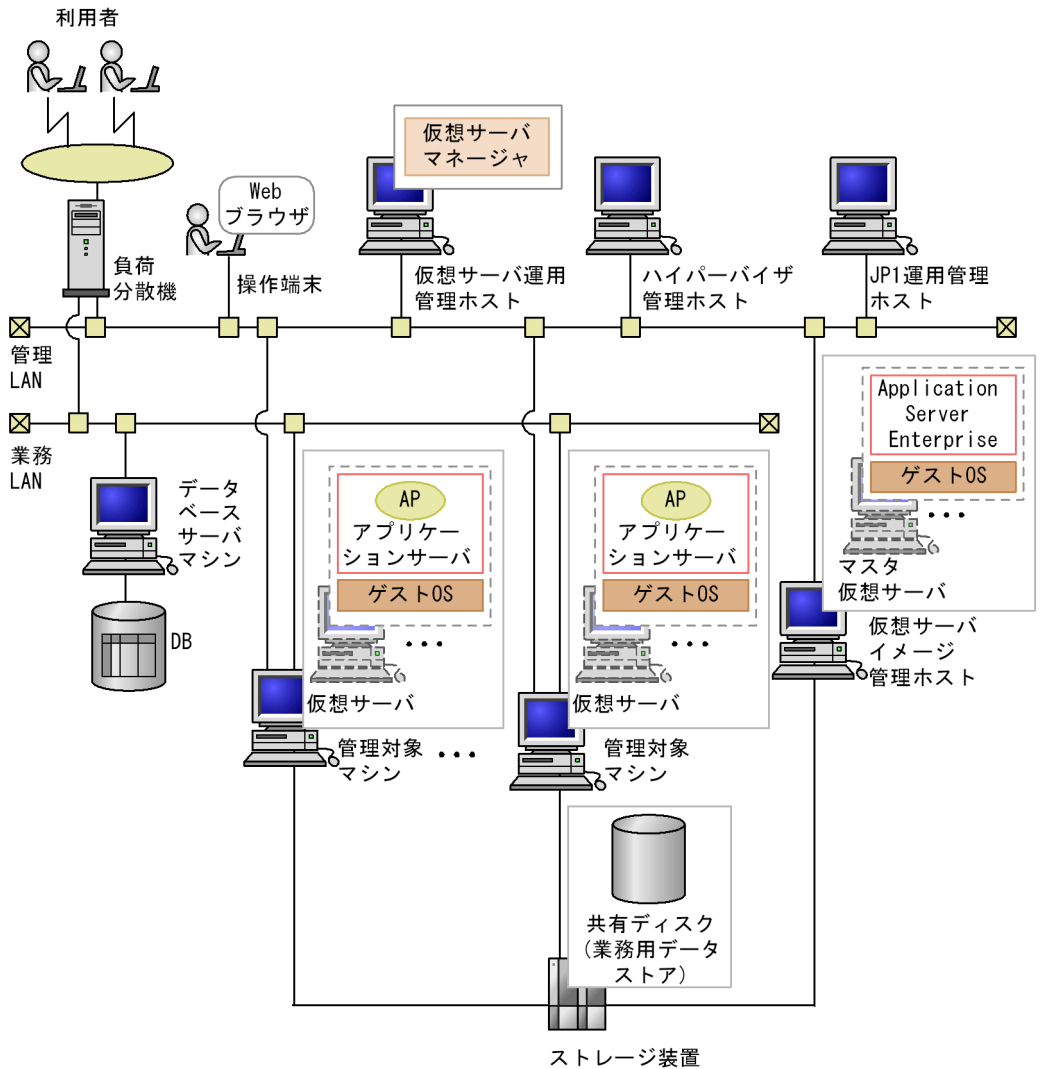 利用者
仮想サーバ
マネージャ
Web
ブラウザ
負荷
分散機
操作端末
仮想サーバ運用
管理ホスト
ハイパーバイザ
管理ホスト
JP1運用管理
ホスト
管理
LAN
業務
LAN
Application
Server
Enterprise
ゲストOS
...
マスタ
仮想サーバ
データ
ベース
サーバ
マシン
DB
AP
アプリケー
ションサーバ
ゲストOS
...
仮想サーバ
AP
アプリケー
ションサーバ
ゲストOS
...
仮想サーバ
仮想サーバ
イメージ
管理ホスト
管理対象
マシン
...
管理対象
マシン
共有ディスク
(業務用データ
ストア)
ストレージ装置